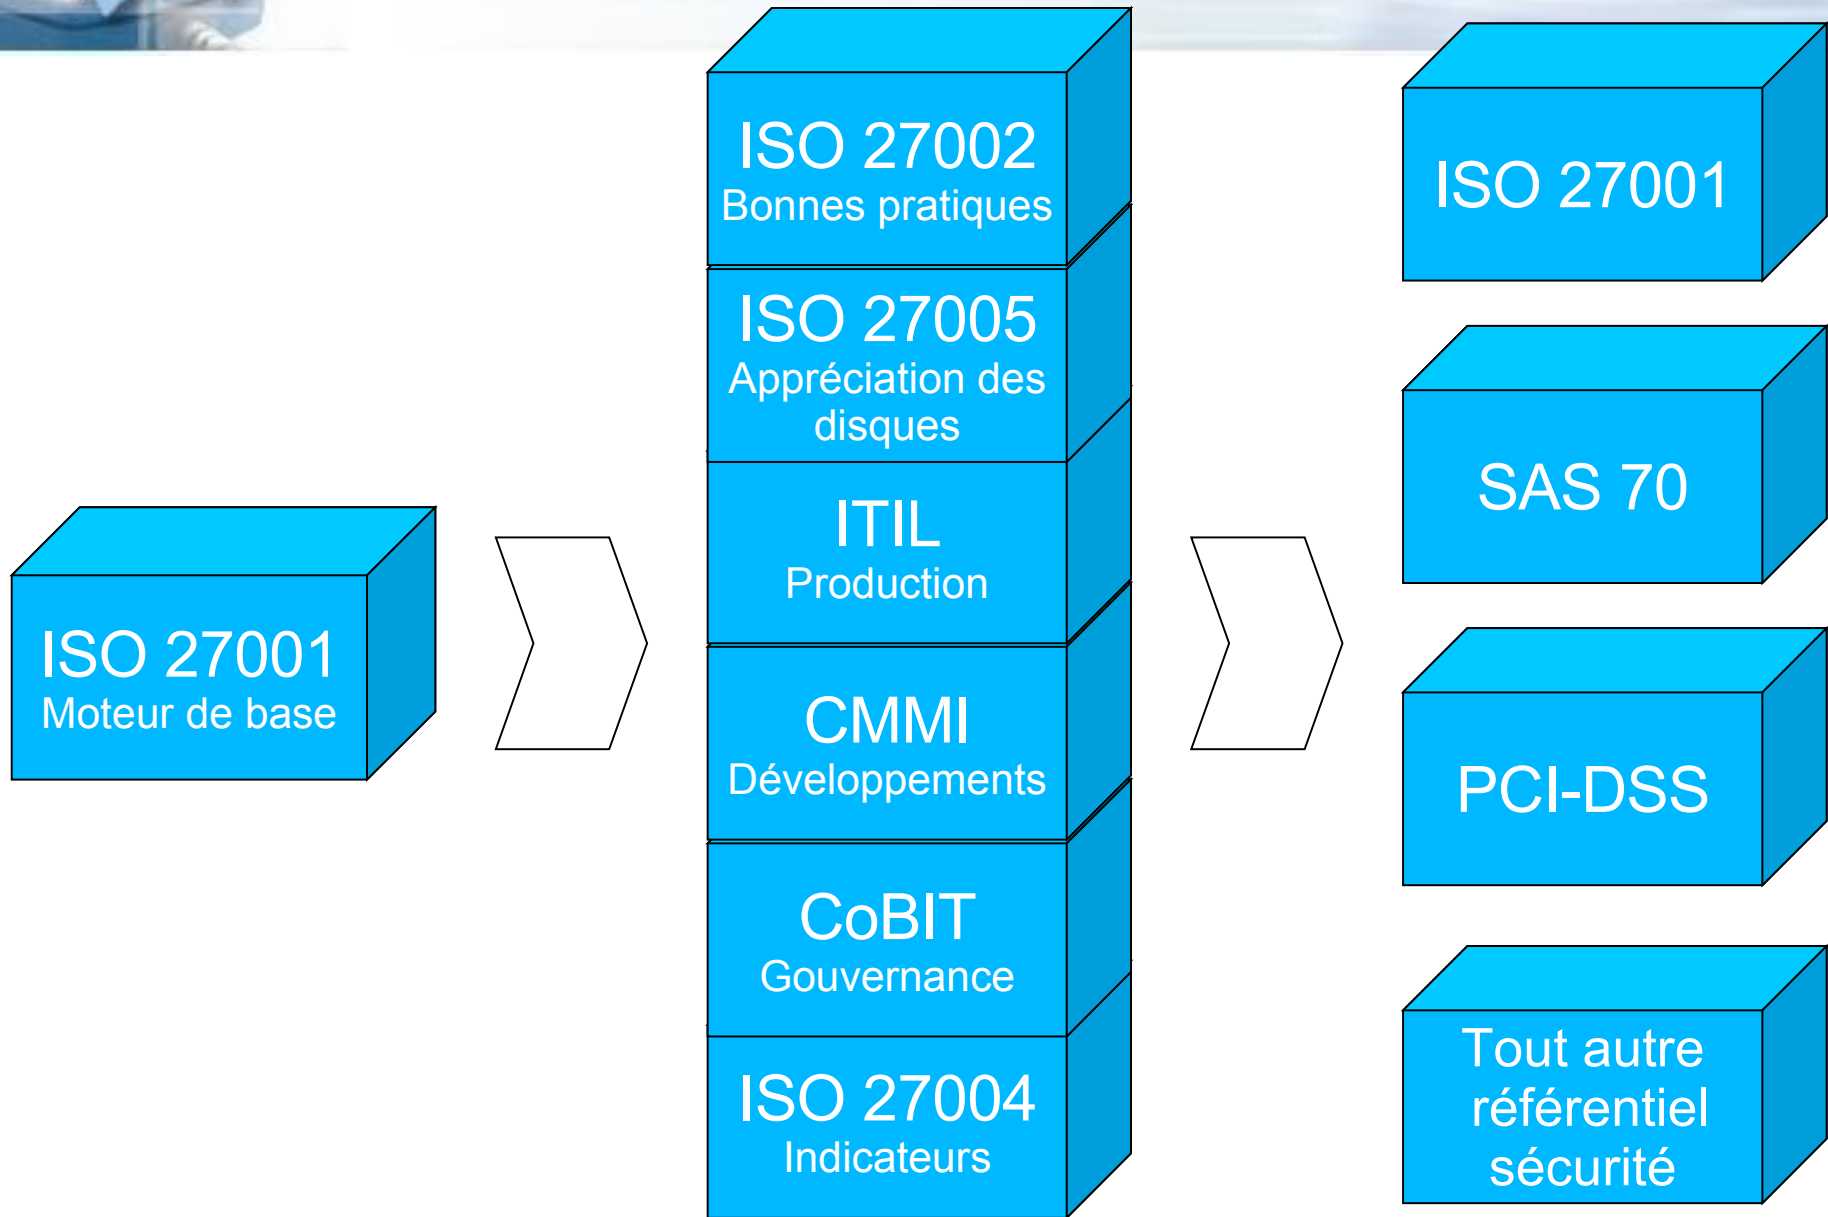 ISO 27001
Moteur de base
ISO 27002
Bonnes pratiques
ISO 27005
Appréciation des
disques
ITIL
Production
CMMI
Développements
CoBIT
Gouvernance
ISO 27004
Indicateurs
ISO 27001
SAS 70
PCI-DSS
Tout autre
référentiel
sécurité